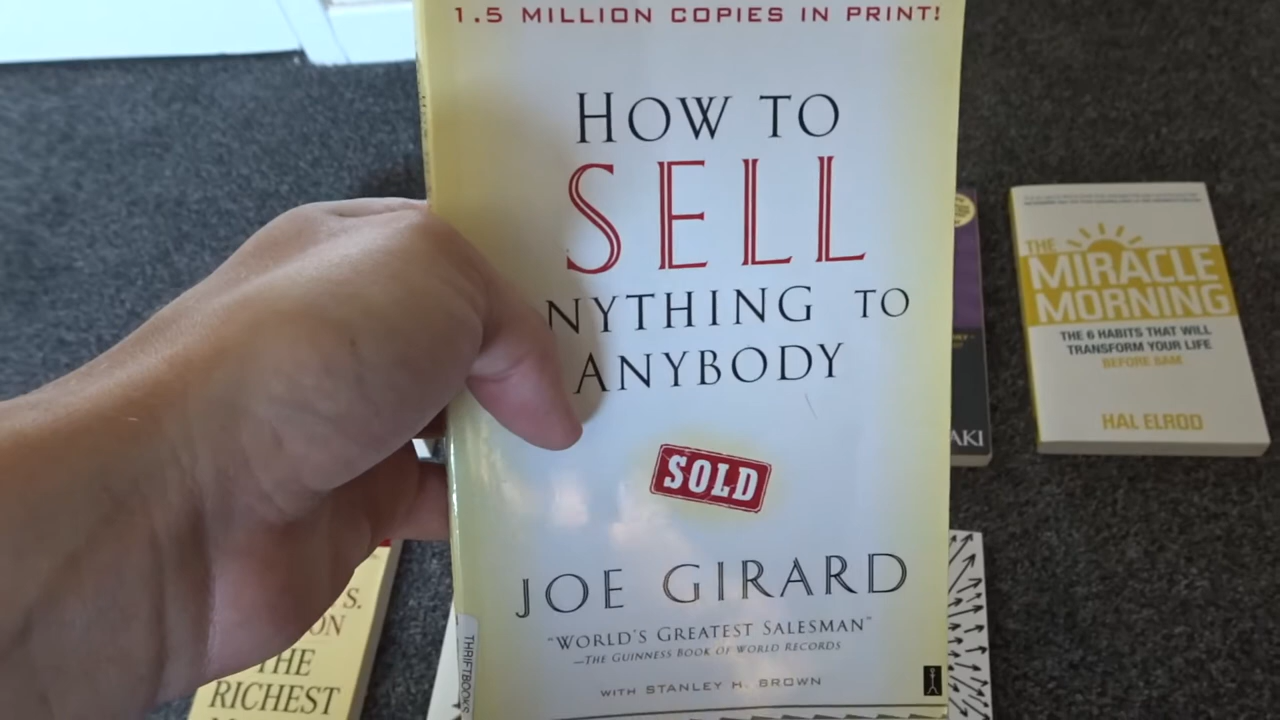 1.5 MILLION COPIES IN PRINT!
HOW TO
SELL
NYTHING TO
ANYBODY
SOLD
JOE GIRARD
"WORLD'S GREATEST SALESMAN"
—THE GUINNESS BOOK OF WORLD RECORDS
WITH STANLEY H. BROWN
THRIFTBOOKS
THE
MIRACLE
MORNING
THE 6 HABITS THAT WILL
TRANSFORM YOUR LIFE
BEFORE 8AM
HAL ELROD
AKI
S.
ON
THE
RICHEST